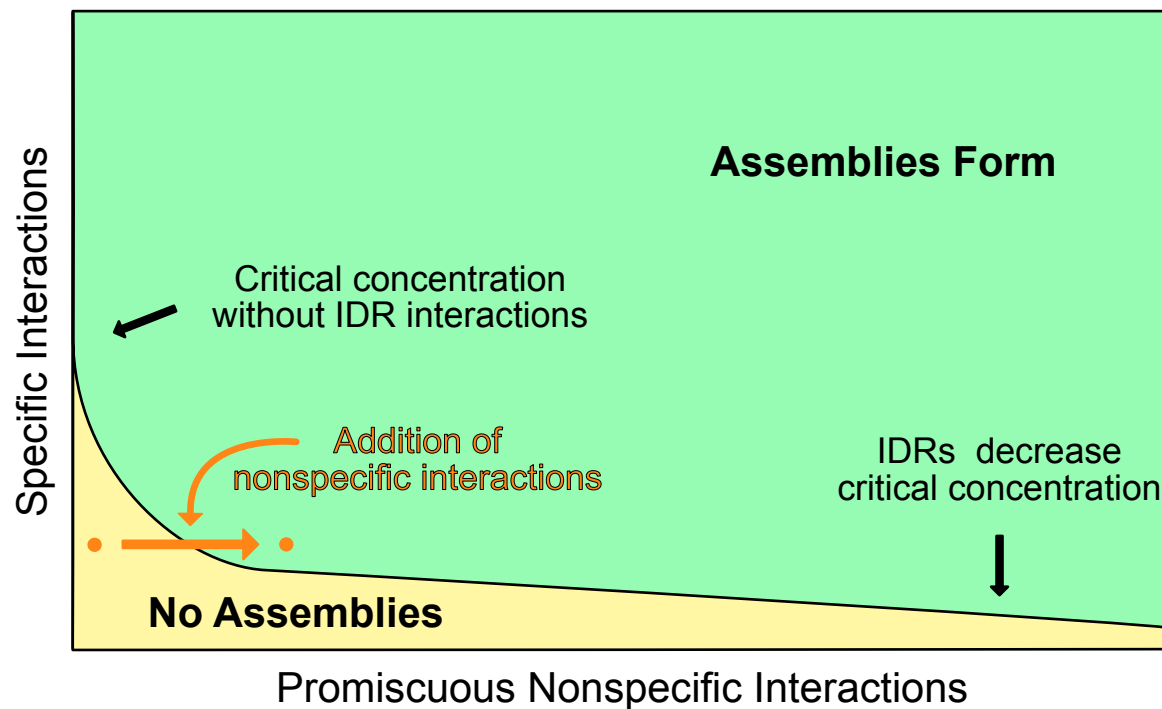 Assemblies Form
Specific Interactions
Critical concentration
without IDR interactions
Addition of
nonspecific interactions
IDRs decrease
critical concentration
No Assemblies
Promiscuous Nonspecific Interactions